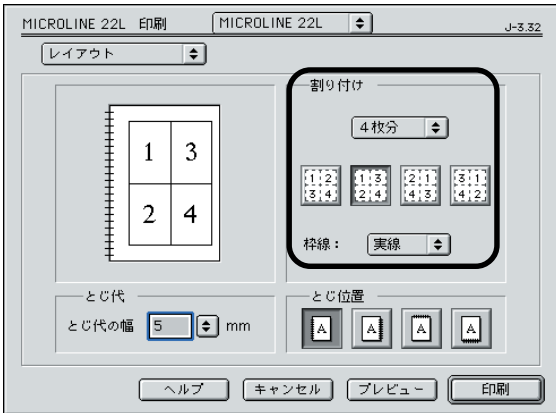 MICROLINE 22L 印刷 MICROLINE 22L J-3.32
レイアウト
割り付け
4枚分
1 3
2 4
1 2 1 3 2 1 3 1
3 4 2 4 4 3 4 2
枠線： 実線
とじ代 とじ位置
とじ代の幅 5 mm A A A A
ヘルプ キャンセル プレビュー 印刷